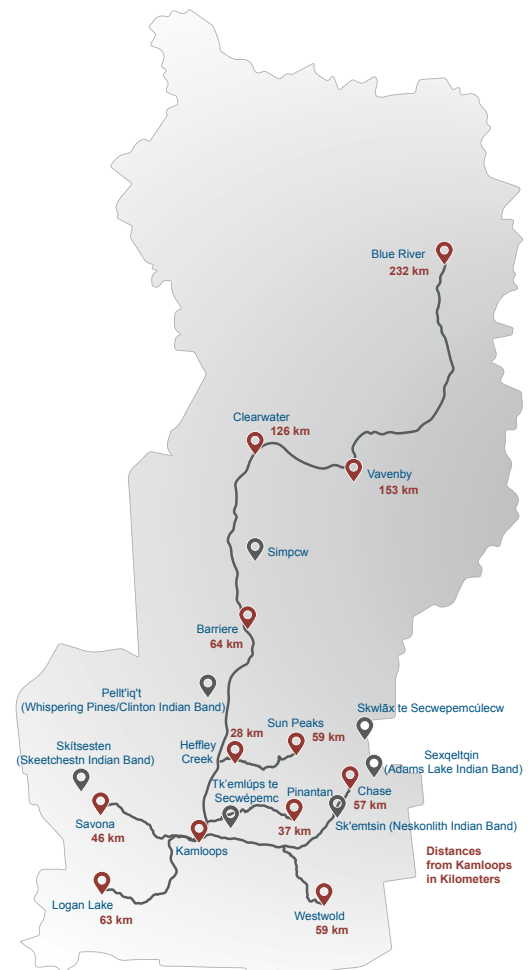 Blue River
232 km
Clearwater
126 km
Vavenby
153 km
Simpcw
Barriere
64 km
Pellt'iq't
(Whispering Pines/Clinton Indian Band)
Skwlāx te Secwepemcúlecw
Sun Peaks
59 km
28 km
Heffley
Creek
Skítsesten
(Skeetchestn Indian Band)
Sexqeltqin
(Adams Lake Indian Band)
Tk'emlúps te
Secwépemc
Pinantan
37 km
Chase
57 km
Sk'emtsin (Neskonlith Indian Band)
Savona
46 km
Kamloops
Distances
from Kamloops
in Kilometers
Logan Lake
63 km
Westwold
59 km